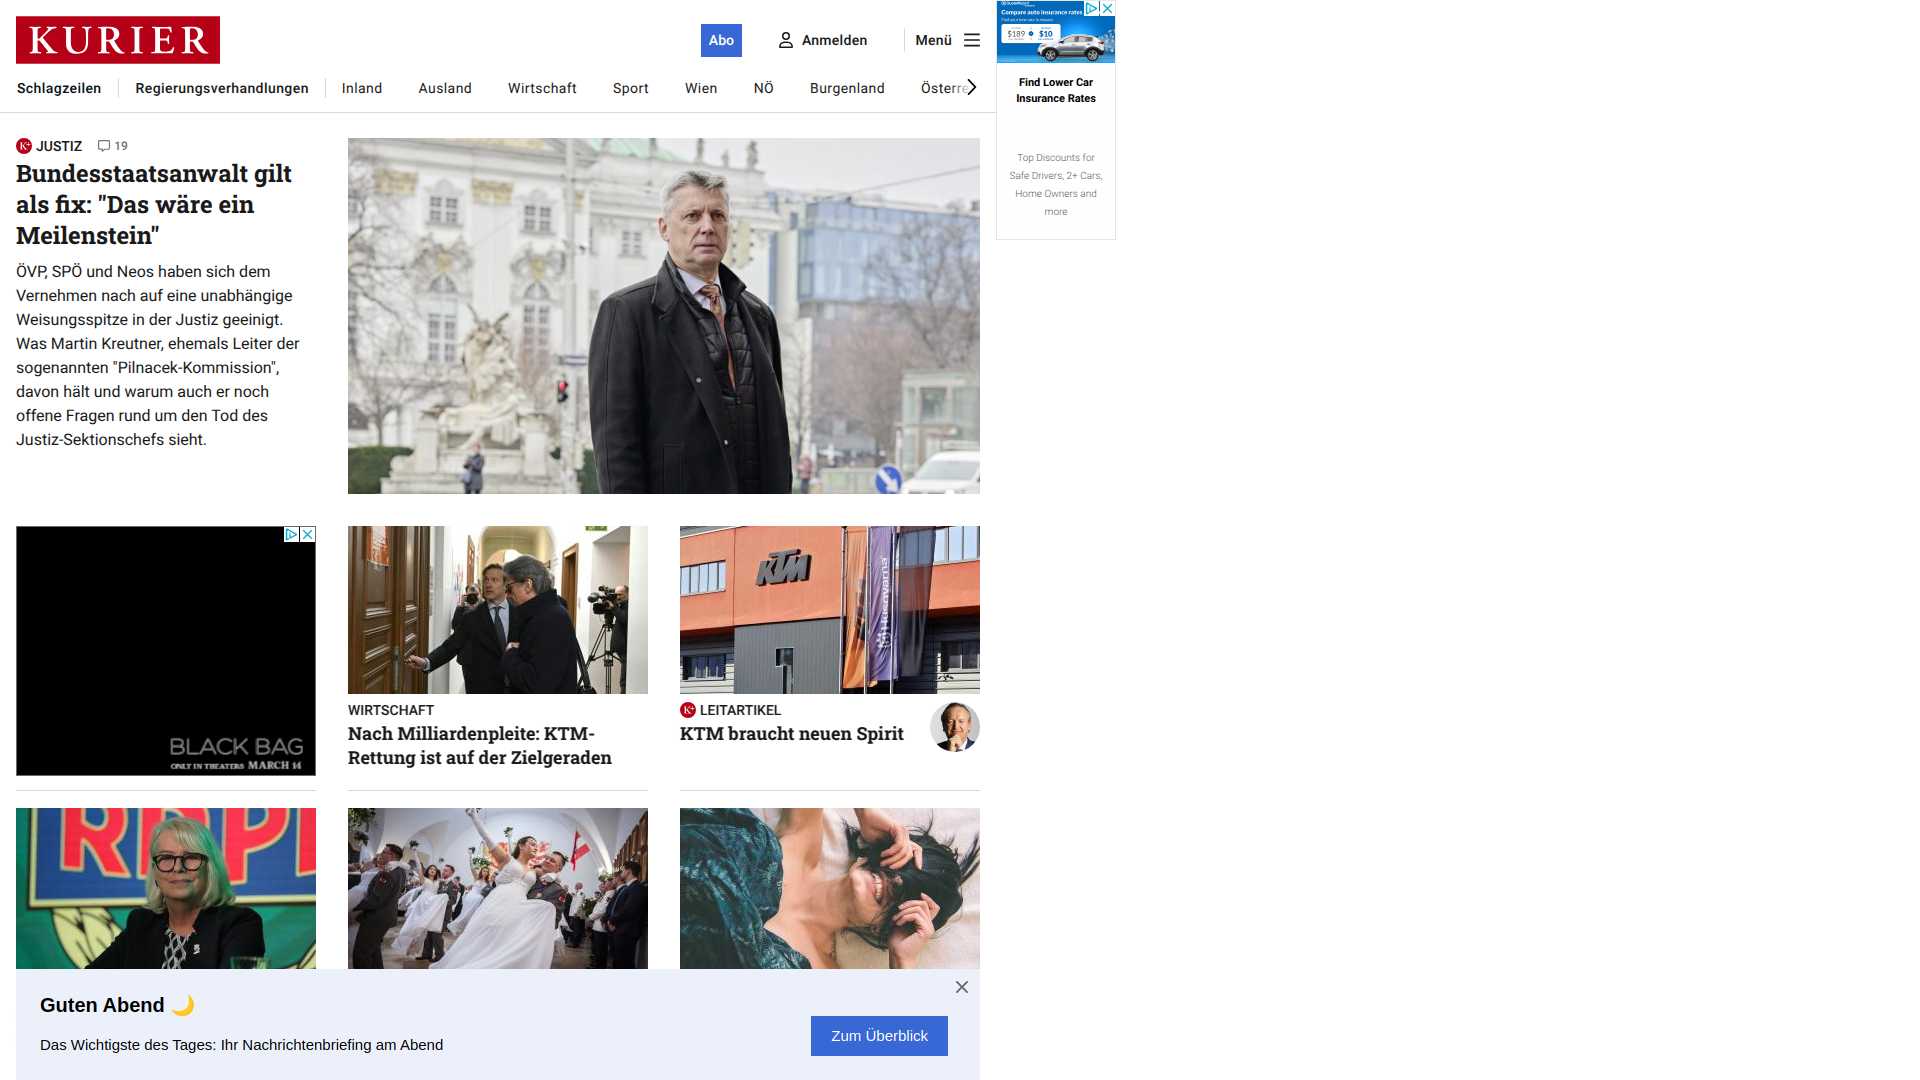 KURIER
Abo
Anmelden
Menü
Schlagzeilen
Regierungsverhandlungen
Inland
Ausland
Wirtschaft
Sport
Wien
NÖ
Burgenland
Österre
JUSTIZ
19
Bundesstaatsanwalt gilt
als fix: "Das wäre ein
Meilenstein"
ÖVP, SPÖ und Neos haben sich dem
Vernehmen nach auf eine unabhängige
Weisungsspitze in der Justiz geeinigt.
Was Martin Kreutner, ehemals Leiter der
sogenannten "Pilnacek-Kommission",
davon hält und warum auch er noch
offene Fragen rund um den Tod des
Justiz-Sektionschefs sieht.
Compare auto insurance rates
$189
$10
Find Lower Car
Insurance Rates
Top Discounts for
Safe Drivers, 2+ Cars,
Home Owners and
more
BLACK BAG
ONLY IN THEATERS MARCH 14
KTM
Husqvarna
WIRTSCHAFT
Nach Milliardenpleite: KTM-
Rettung ist auf der Zielgeraden
K+
LEITARTIKEL
KTM braucht neuen Spirit
Guten Abend 🌙
Das Wichtigste des Tages: Ihr Nachrichtenbriefing am Abend
Zum Überblick